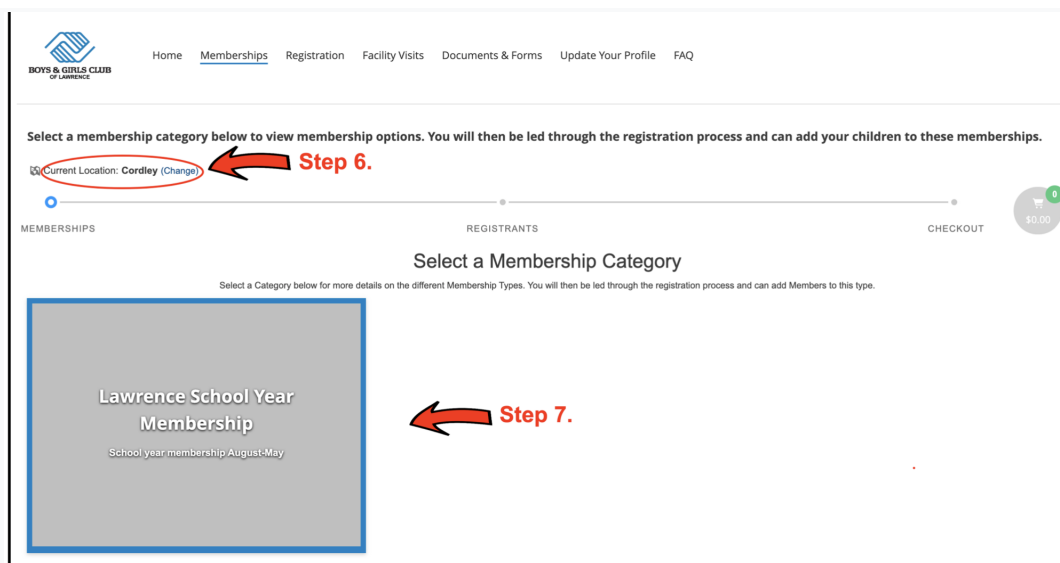 BOYS & GIRLS CLUB
OF LAWRENCE
Home Memberships Registration Facility Visits Documents & Forms Update Your Profile FAQ
Select a membership category below to view membership options. You will then be led through the registration process and can add your children to these memberships.
Current Location: Cordley (Change)
Step 6.
0
$0.00
MEMBERSHIPS REGISTRANTS CHECKOUT
Select a Membership Category
Select a Category below for more details on the different Membership Types. You will then be led through the registration process and can add Members to this type.
Lawrence School Year
Membership
School year membership August-May
Step 7.